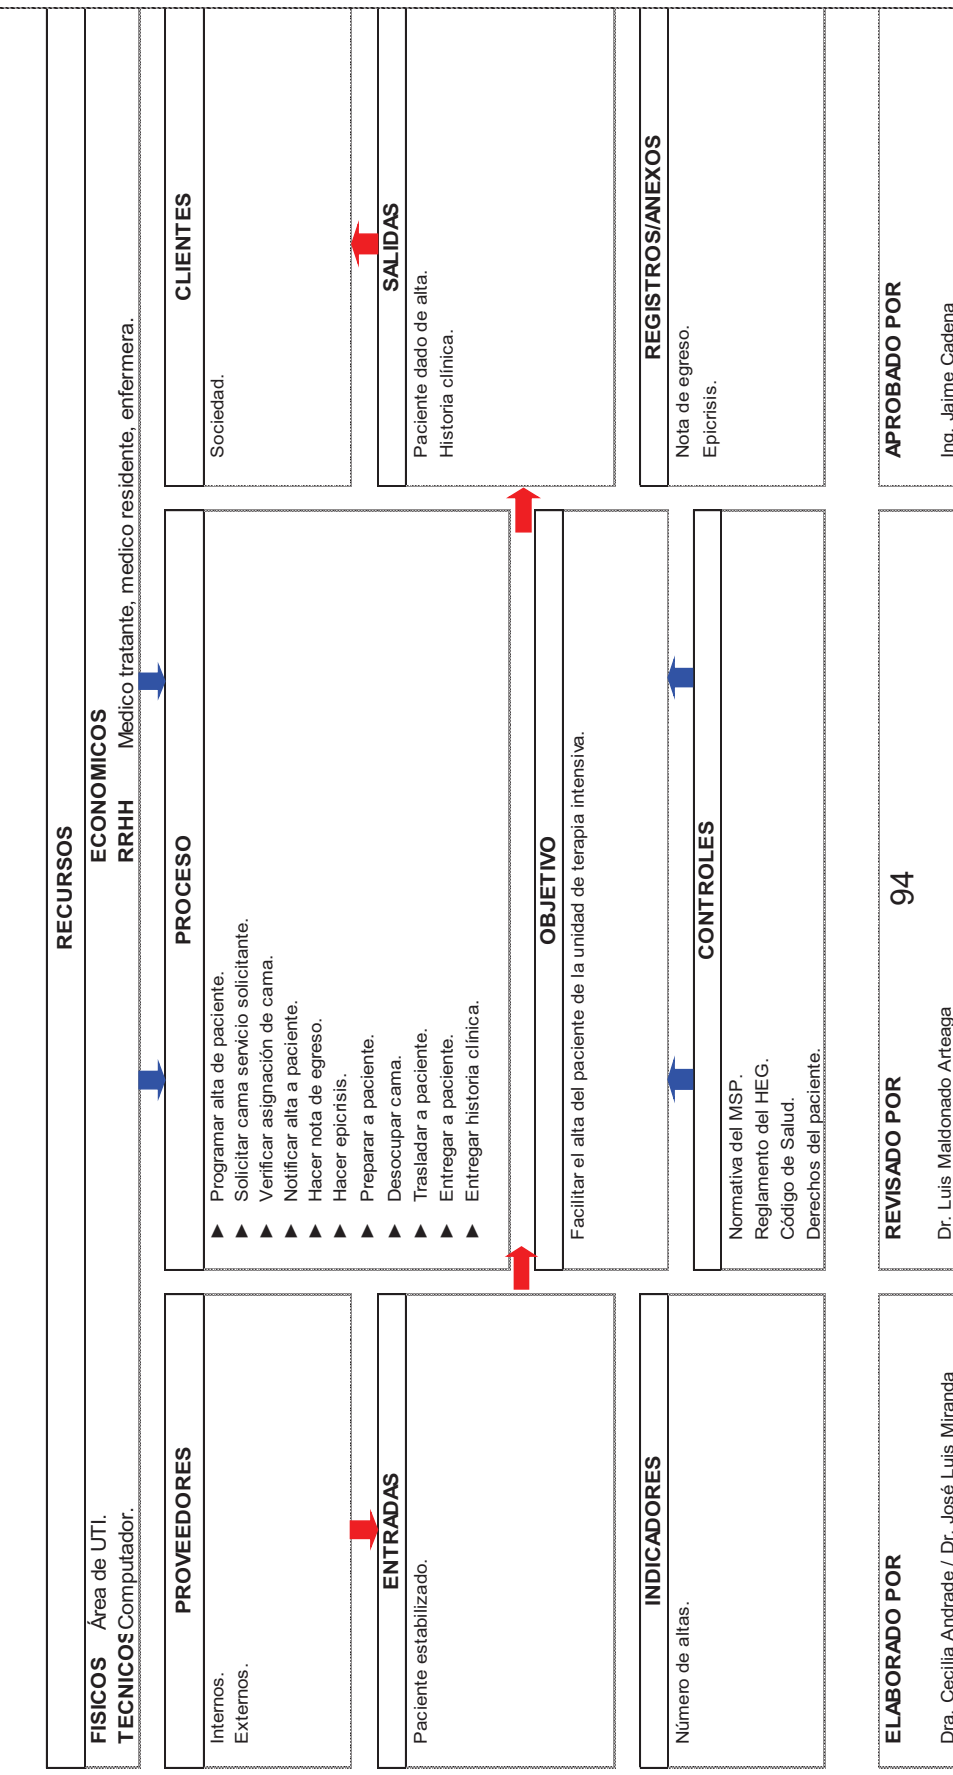 RECURSOS
FISICOS Área de UTI. ECONOMICOS
TECNICOS Computador. RRHH Medico tratante, medico residente, enfermera.
PROVEEDORES
Internos.
Externos.
PROCESO
▲ Programar alta de paciente.
▲ Solicitar cama servicio solicitante.
▲ Verificar asignación de cama.
▲ Notificar alta a paciente.
▲ Hacer nota de egreso.
▲ Hacer epicrisis.
▲ Preparar a paciente.
▲ Desocupar cama.
▲ Trasladar a paciente.
▲ Entregar a paciente.
▲ Entregar historia clínica.
CLIENTES
Sociedad.
ENTRADAS
Paciente estabilizado.
SALIDAS
Paciente dado de alta.
Historia clínica.
OBJETIVO
Facilitar el alta del paciente de la unidad de terapia intensiva.
INDICADORES
Número de altas.
CONTROLES
Normativa del MSP.
Reglamento del HEG.
Código de Salud.
Derechos del paciente.
REGISTROS/ANEXOS
Nota de egreso.
Epicrisis.
ELABORADO POR
Dra. Cecilia Andrade / Dr. José Luis Miranda
REVISADO POR
Dr. Luis Maldonado Arteaga
APROBADO POR
Ing. Jaime Cadena
94